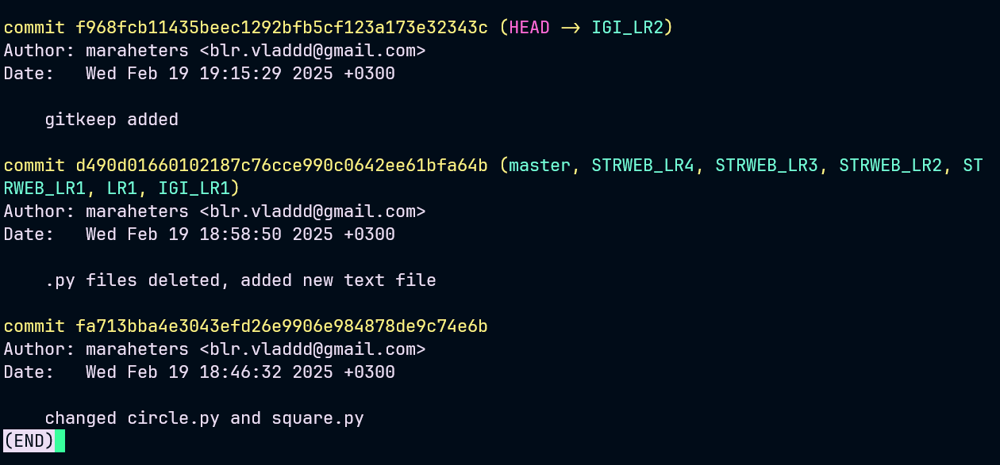 commit f968fcb11435beec1292bfb5cf123a173e32343c (HEAD -> IGI_LR2)
Author: maraheters <blr.vladdd@gmail.com>
Date:   Wed Feb 19 19:15:29 2025 +0300
    gitkeep added
commit d490d01660102187c76cce990c0642ee61bfa64b (master, STRWEB_LR4, STRWEB_LR3, STRWEB_LR2, ST
RWEB_LR1, LR1, IGI_LR1)
Author: maraheters <blr.vladdd@gmail.com>
Date:   Wed Feb 19 18:58:50 2025 +0300
    .py files deleted, added new text file
commit fa713bba4e3043efd26e9906e984878de9c74e6b
Author: maraheters <blr.vladdd@gmail.com>
Date:   Wed Feb 19 18:46:32 2025 +0300
    changed circle.py and square.py
(END)